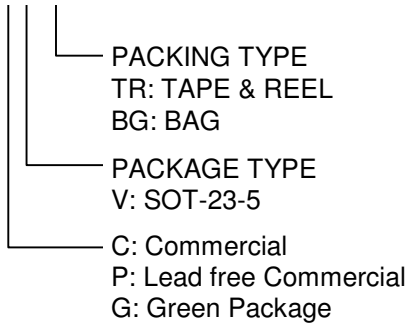 PACKING TYPE
TR: TAPE & REEL
BG: BAG
PACKAGE TYPE
V: SOT-23-5
C: Commercial
P: Lead free Commercial
G: Green Package